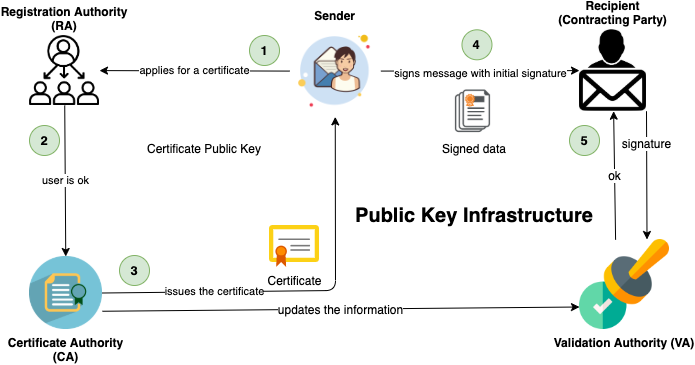 Registration Authority
(RA)
Sender
Recipient
(Contracting Party)
1
4
applies for a certificate
signs message with initial signature
2
Certificate Public Key
Signed data
5
signature
user is ok
ok
Public Key Infrastructure
3
Certificate
issues the certificate
updates the information
Certificate Authority
(CA)
Validation Authority (VA)